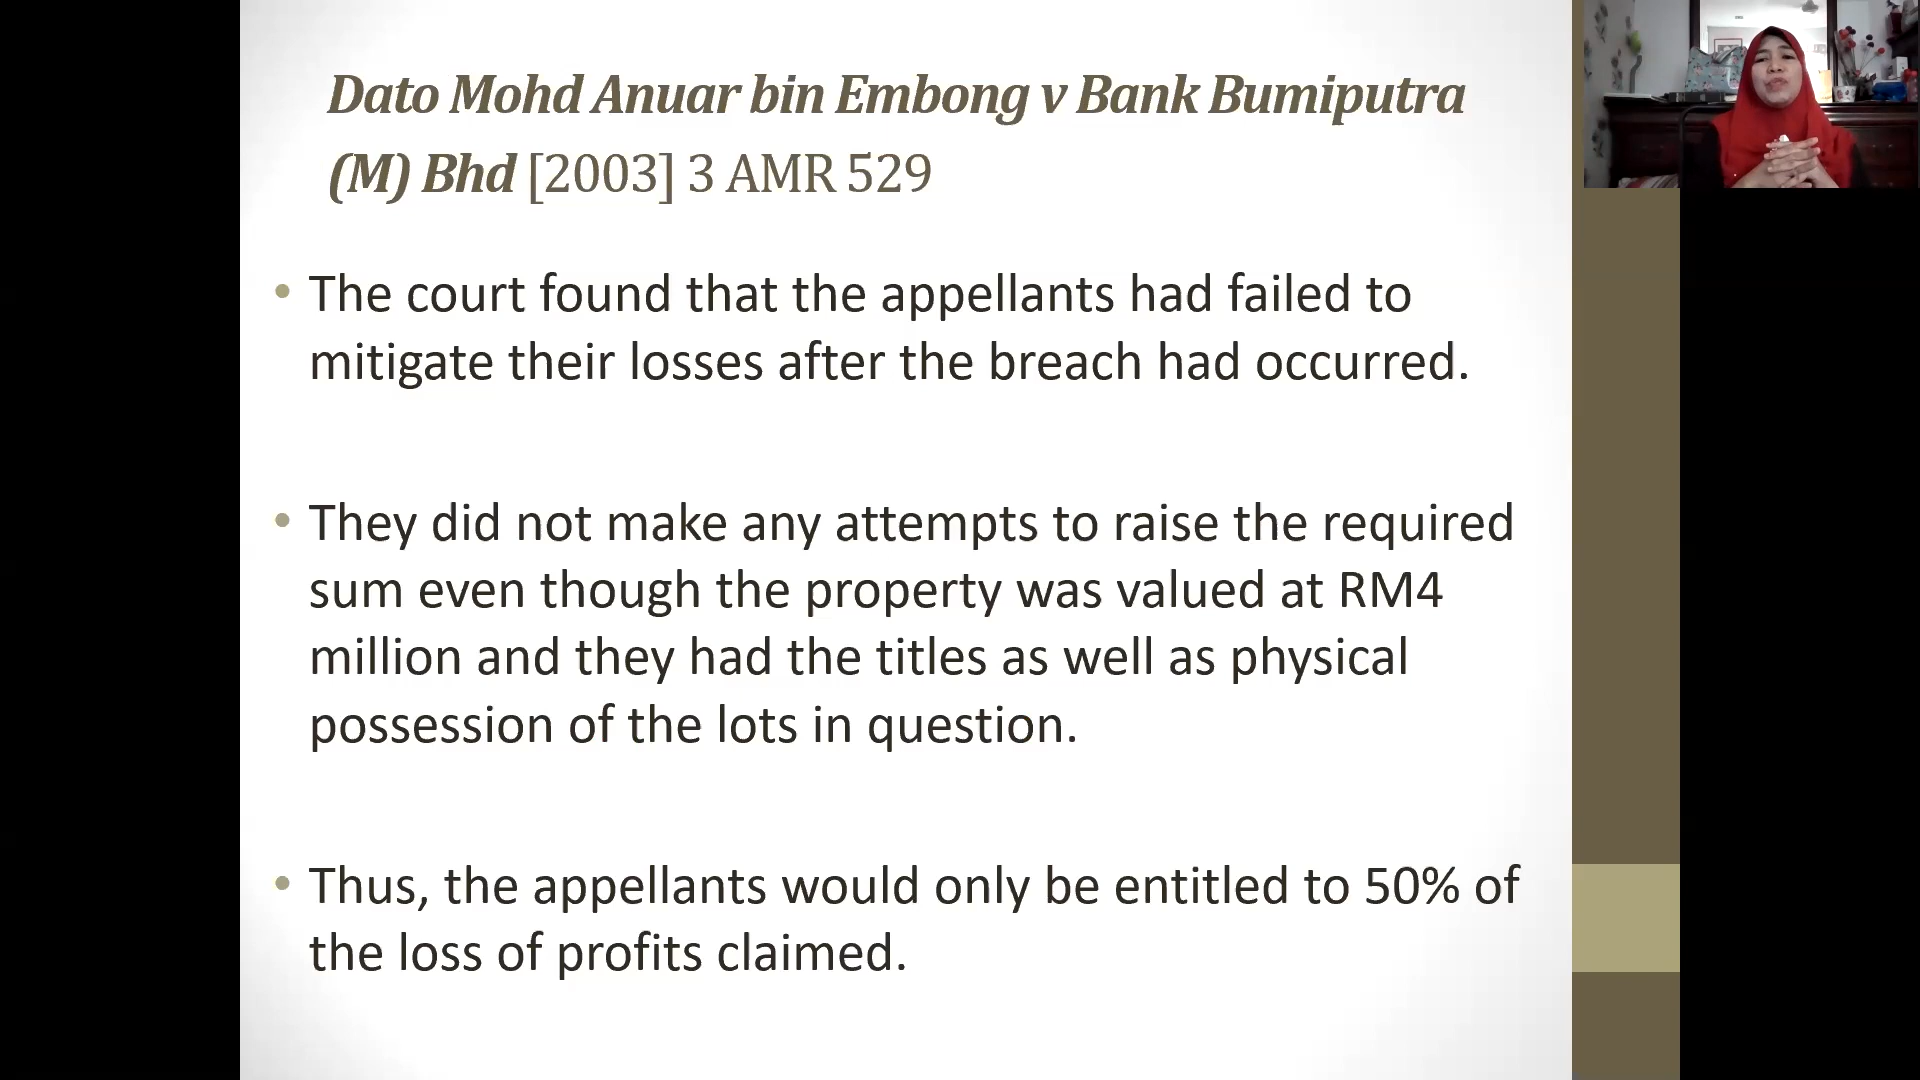 Dato Mohd Anuar bin Embong v Bank Bumiputra
(M) Bhd [2003] 3 AMR 529
• The court found that the appellants had failed to
mitigate their losses after the breach had occurred.
• They did not make any attempts to raise the required
sum even though the property was valued at RM4
million and they had the titles as well as physical
possession of the lots in question.
• Thus, the appellants would only be entitled to 50% of
the loss of profits claimed.